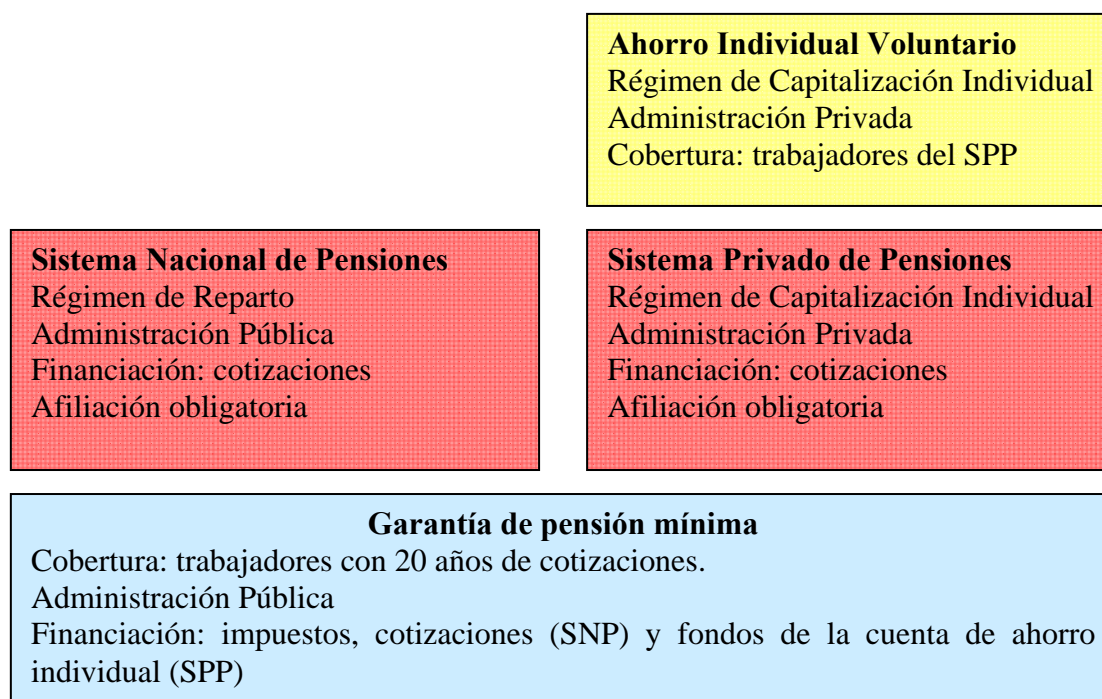 Ahorro Individual Voluntario
Régimen de Capitalización Individual
Administración Privada
Cobertura: trabajadores del SPP
Sistema Nacional de Pensiones
Régimen de Reparto
Administración Pública
Financiación: cotizaciones
Afiliación obligatoria
Sistema Privado de Pensiones
Régimen de Capitalización Individual
Administración Privada
Financiación: cotizaciones
Afiliación obligatoria
Garantía de pensión mínima
Cobertura: trabajadores con 20 años de cotizaciones.
Administración Pública
Financiación: impuestos, cotizaciones (SNP) y fondos de la cuenta de ahorro
individual (SPP)